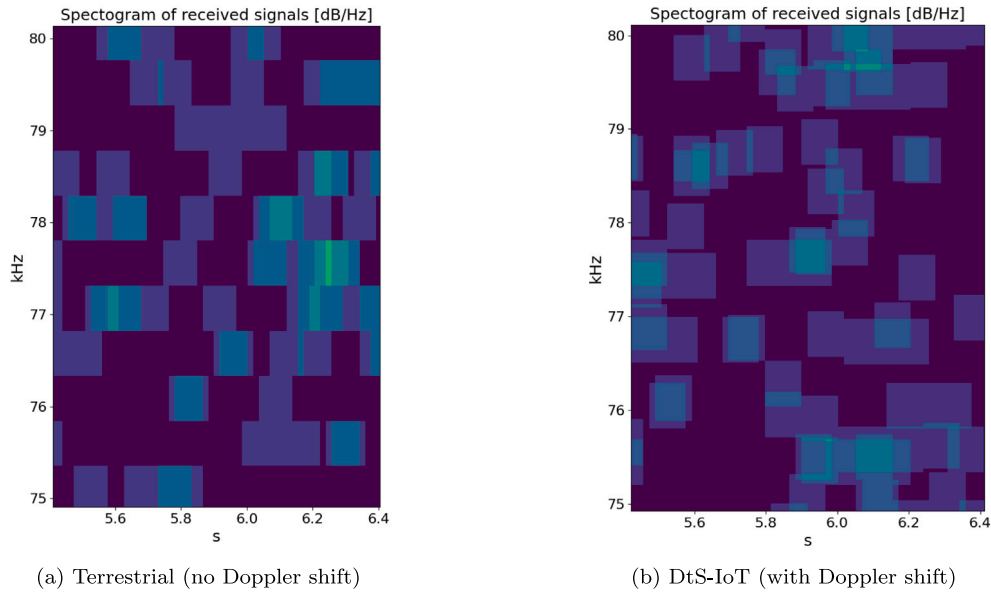 Spectogram of received signals [dB/Hz]
80
79
78
77
76
75
kHz
5.6 5.8 6.0 6.2 6.4
s
(a) Terrestrial (no Doppler shift)
Spectogram of received signals [dB/Hz]
80
79
78
77
76
75
kHz
5.6 5.8 6.0 6.2 6.4
s
(b) DtS-IoT (with Doppler shift)